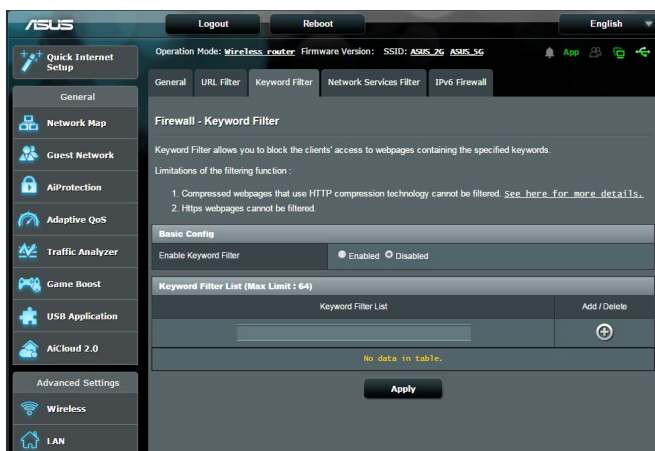 ASUS
Logout
Reboot
English
Quick Internet Setup
Operation Mode: Wireless router Firmware Version: SSID: ASUS_2G ASUS_5G
App
General
URL Filter
Keyword Filter
Network Services Filter
IPv6 Firewall
General
Network Map
Guest Network
AiProtection
Adaptive QoS
Traffic Analyzer
Game Boost
USB Application
AiCloud 2.0
Advanced Settings
Wireless
LAN
Firewall - Keyword Filter
Keyword Filter allows you to block the clients' access to webpages containing the specified keywords.
Limitations of the filtering function :
1. Compressed webpages that use HTTP compression technology cannot be filtered. See here for more details.
2. Https webpages cannot be filtered.
Basic Config
Enable Keyword Filter
Enabled
Disabled
Keyword Filter List (Max Limit : 64)
Keyword Filter List
Add / Delete
No data in table.
Apply